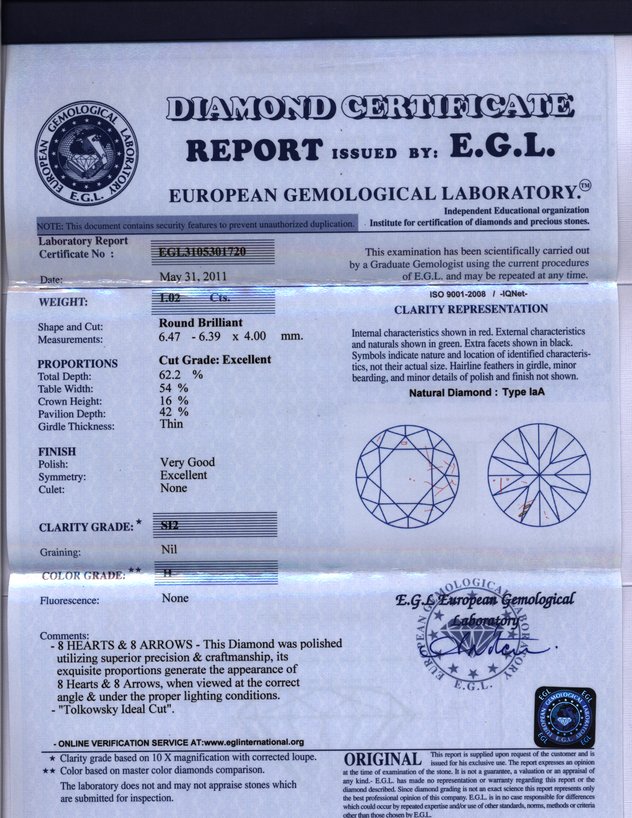 DIAMOND CERTIFICATE
REPORT ISSUED BY: E.G.L.
EUROPEAN GEMOLOGICAL LABORATORY.™
EUROPEAN GEMOLOGICAL LABORATORY
E.G.L.
Independent Educational organization
Institute for certification of diamonds and precious stones.
NOTE: This document contains security features to prevent unauthorized duplication.
Laboratory Report
Certificate No : EGL3105301720
Date: May 31, 2011
WEIGHT: 1.02 Cts.
Shape and Cut: Round Brilliant
Measurements: 6.47 - 6.39 x 4.00 mm.
PROPORTIONS Cut Grade: Excellent
Total Depth: 62.2 %
Table Width: 54 %
Crown Height: 16 %
Pavilion Depth: 42 %
Girdle Thickness: Thin
FINISH
Polish: Very Good
Symmetry: Excellent
Culet: None
CLARITY GRADE: * SI2
Graining: Nil
COLOR GRADE: ** H
Fluorescence: None
Comments:
- 8 HEARTS & 8 ARROWS - This Diamond was polished
utilizing superior precision & craftmanship, its
exquisite proportions generate the appearance of
8 Hearts & 8 Arrows, when viewed at the correct
angle & under the proper lighting conditions.
- "Tolkowsky Ideal Cut".
This examination has been scientifically carried out
by a Graduate Gemologist using the current procedures
of E.G.L. and may be repeated at any time.
ISO 9001-2008 / -IQNet-
CLARITY REPRESENTATION
Internal characteristics shown in red. External characteristics
and naturals shown in green. Extra facets shown in black.
Symbols indicate nature and location of identified characteris-
tics, not their actual size. Hairline feathers in girdle, minor
bearding, and minor details of polish and finish not shown.
Natural Diamond : Type IaA
E.G.L European Gemological
Laboratory
EUROPEAN GEMOLOGICAL LABORATORY
E.G.L.
EGL
EGL
E.G.L.
EGL
EGL
- ONLINE VERIFICATION SERVICE AT:www.eglinternational.org
* Clarity grade based on 10 X magnification with corrected loupe.
** Color based on master color diamonds comparison.
The laboratory does not and may not appraise stones which
are submitted for inspection.
ORIGINAL This report is supplied upon request of the customer and is
issued for his exclusive use. The report expresses an opinion
at the time of examination of the stone. It is not a guarantee, a valuation or an appraisal of
any kind.- E.G.L. has made no representation or warranty regarding this report or the
diamond described. Since diamond grading is not an exact science this report represents only
the best professional opinion of this company. E.G.L. is in no case responsible for differences
which could occur by repeated expertise and/or use of other standards, norms, methods or criteria
other than those chosen by E.G.L.